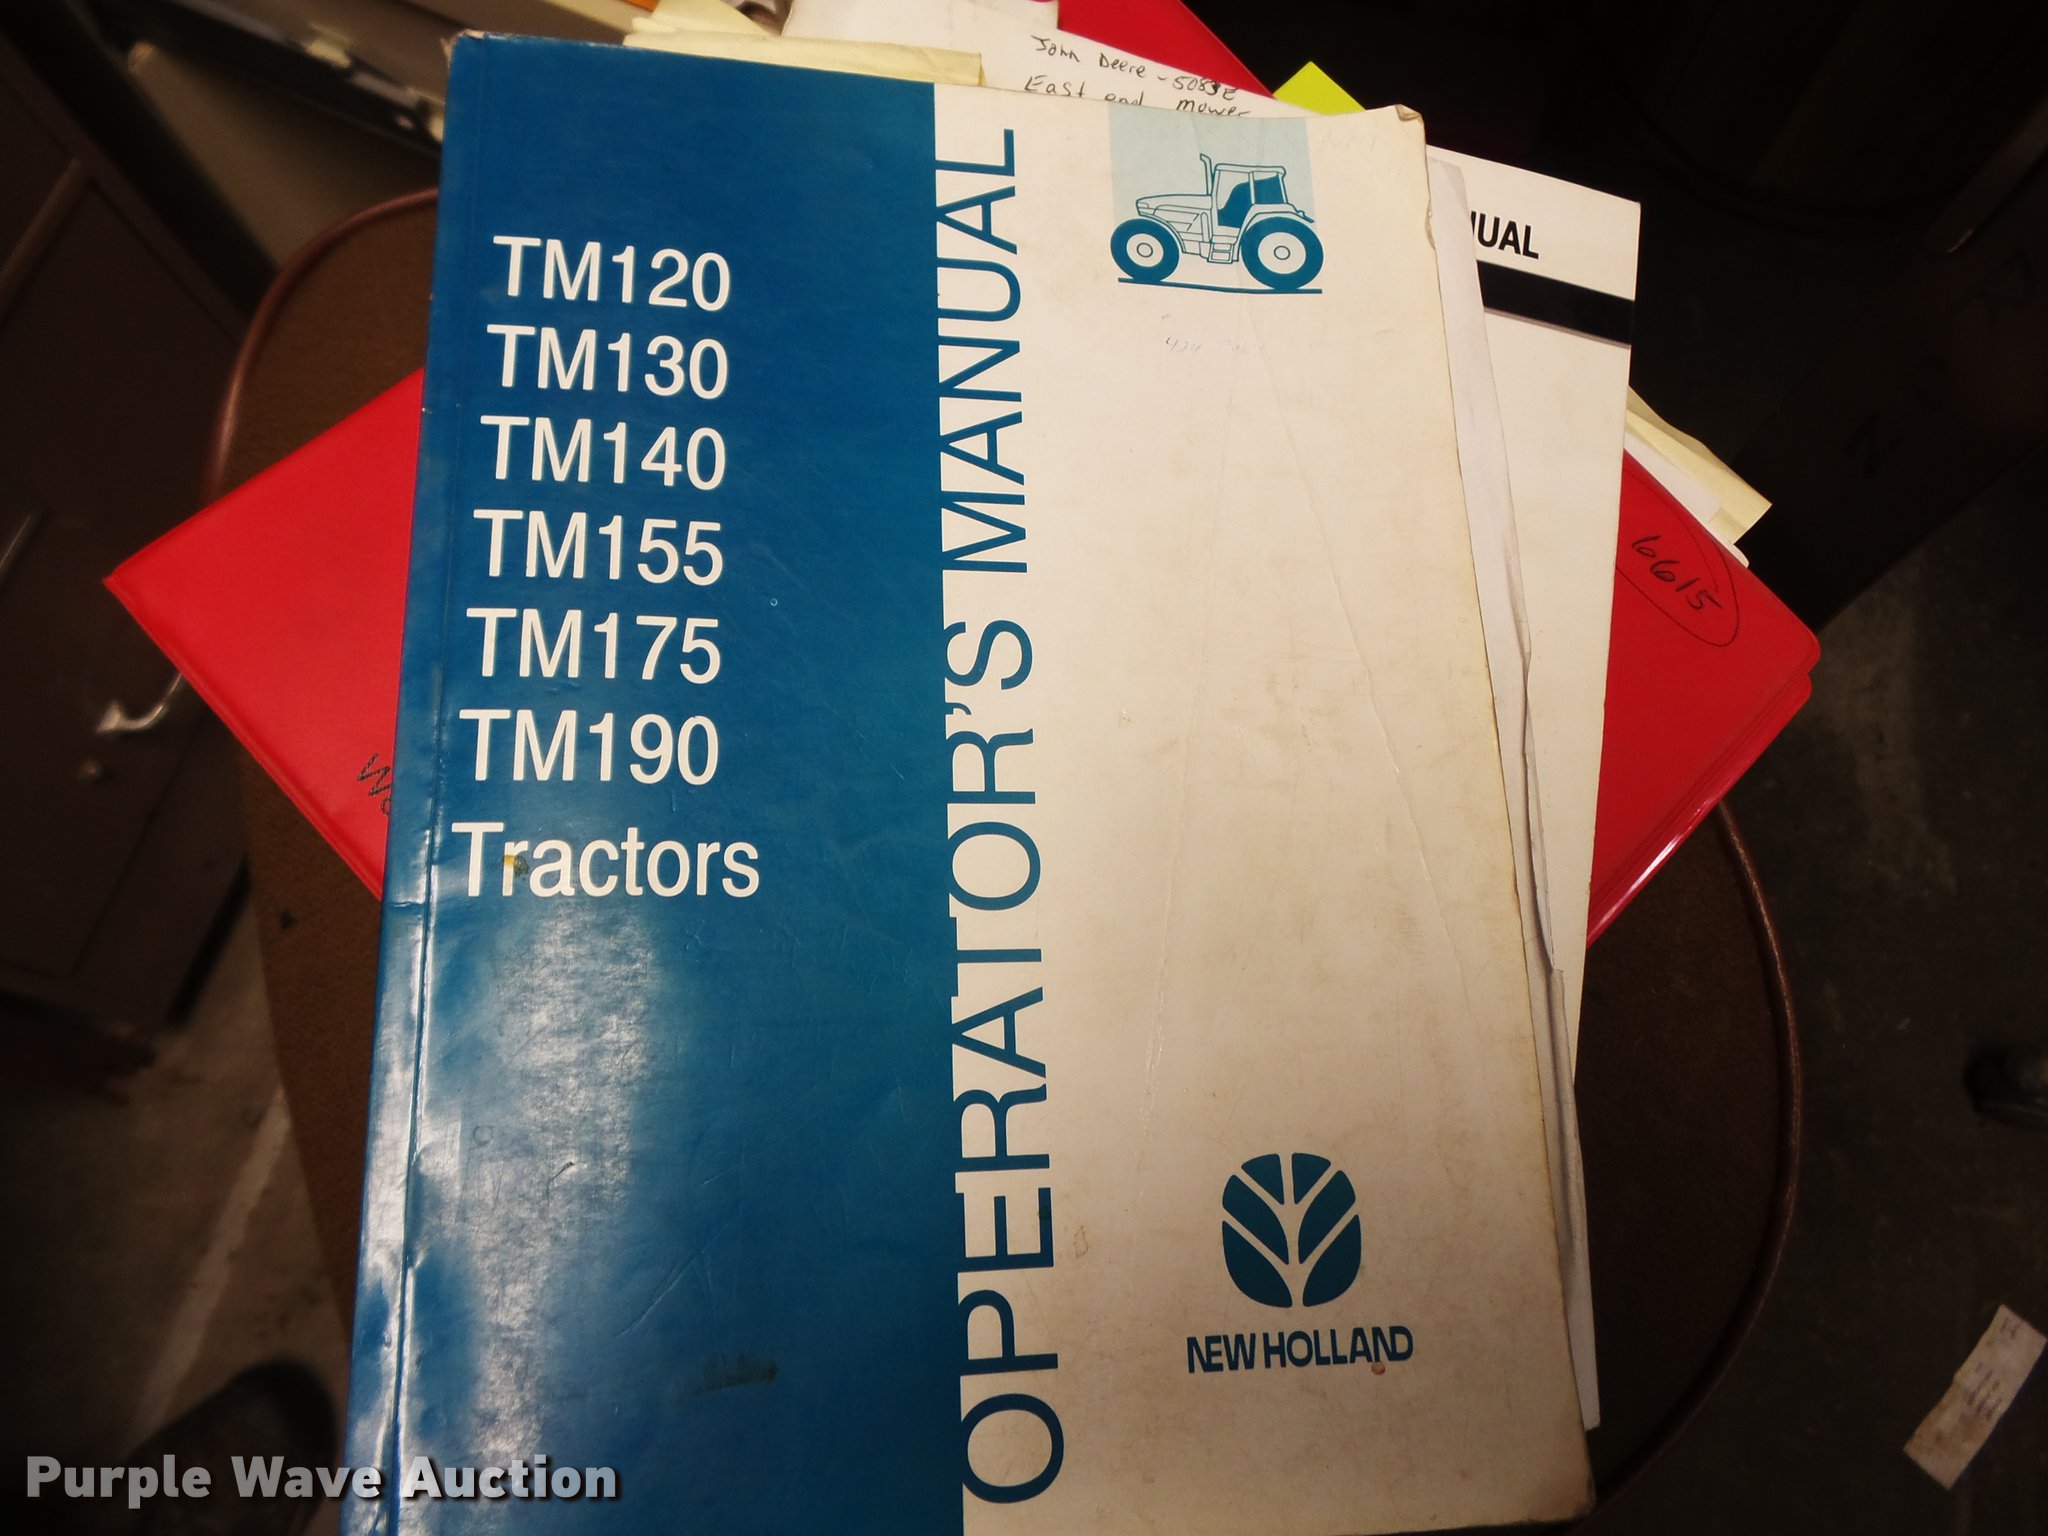 John Deere - 5083E
East end mower
UAL
TM120
TM130
TM140
TM155
TM175
TM190
Tractors
OPERATOR'S MANUAL
6615
NEW HOLLAND
Purple Wave Auction